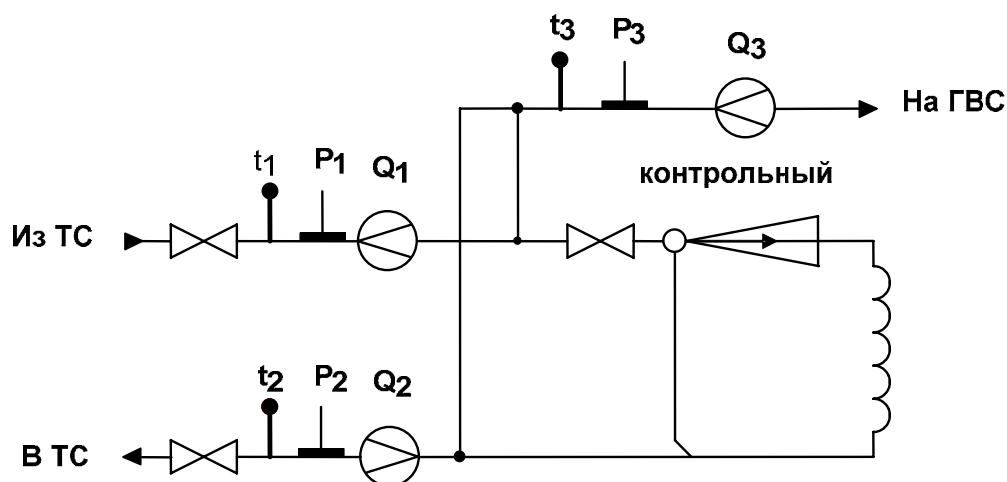 t3 P3 Q3
На ГВС
контрольный
t1 P1 Q1
Из ТС
t2 P2 Q2
В ТС